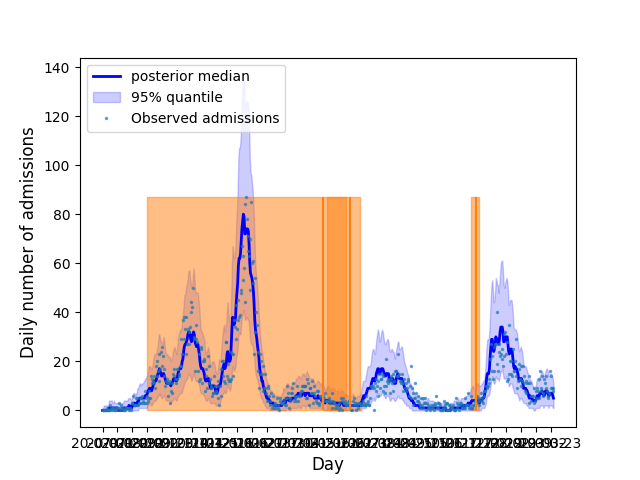 posterior median
95% quantile
Observed admissions
Daily number of admissions
140
120
100
80
60
40
20
0
Day